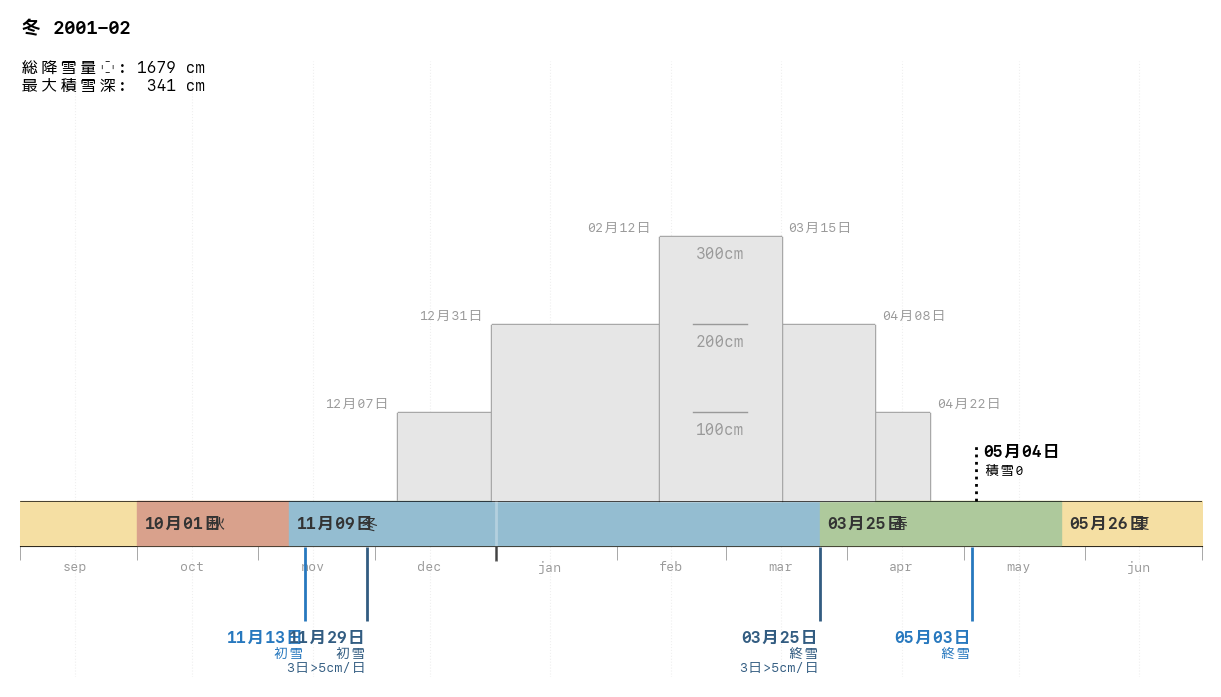 冬 2001−02
総降雪量: 1679 cm
最大積雪深: 341 cm
02月12日
03月15日
300cm
12月31日
04月08日
200cm
12月07日
04月22日
100cm
05月04日
積雪0
10月01日 秋
11月09日 冬
03月25日 春
05月26日 夏
sep
oct
nov
dec
jan
feb
mar
apr
may
jun
11月13日
初雪
11月29日
初雪
3日>5cm/日
03月25日
終雪
3日>5cm/日
05月03日
終雪